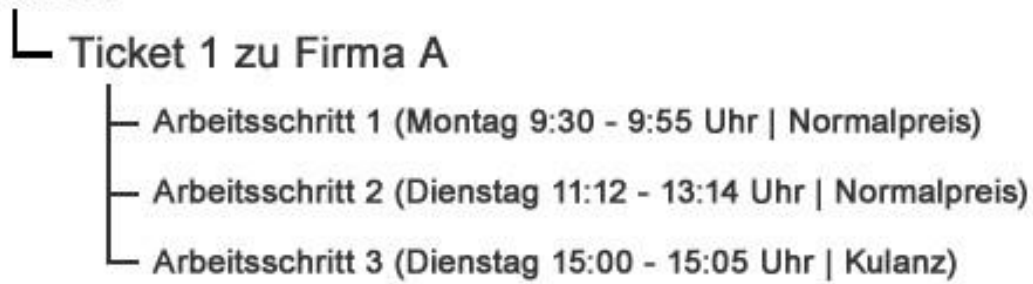 Ticket 1 zu Firma A
Arbeitsschritt 1 (Montag 9:30 - 9:55 Uhr | Normalpreis)
Arbeitsschritt 2 (Dienstag 11:12 - 13:14 Uhr | Normalpreis)
Arbeitsschritt 3 (Dienstag 15:00 - 15:05 Uhr | Kulanz)